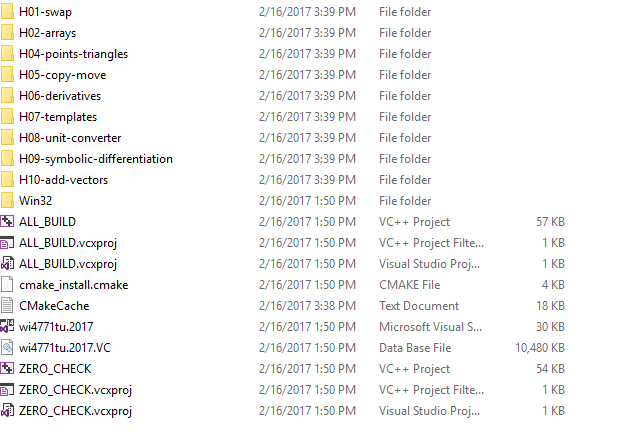 H01-swap 2/16/2017 3:39 PM File folder
H02-arrays 2/16/2017 3:39 PM File folder
H04-points-triangles 2/16/2017 3:39 PM File folder
H05-copy-move 2/16/2017 3:39 PM File folder
H06-derivatives 2/16/2017 3:39 PM File folder
H07-templates 2/16/2017 3:39 PM File folder
H08-unit-converter 2/16/2017 3:39 PM File folder
H09-symbolic-differentiation 2/16/2017 3:39 PM File folder
H10-add-vectors 2/16/2017 3:39 PM File folder
Win32 2/16/2017 1:50 PM File folder
ALL_BUILD 2/16/2017 1:50 PM VC++ Project 57 KB
ALL_BUILD.vcxproj 2/16/2017 1:50 PM VC++ Project Filte... 1 KB
ALL_BUILD.vcxproj 2/16/2017 1:50 PM Visual Studio Proj... 1 KB
cmake_install.cmake 2/16/2017 1:50 PM CMAKE File 4 KB
CMakeCache 2/16/2017 3:38 PM Text Document 18 KB
wi4771tu.2017 2/16/2017 1:50 PM Microsoft Visual S... 30 KB
wi4771tu.2017.VC 2/16/2017 1:50 PM Data Base File 10,480 KB
ZERO_CHECK 2/16/2017 1:50 PM VC++ Project 54 KB
ZERO_CHECK.vcxproj 2/16/2017 1:50 PM VC++ Project Filte... 1 KB
ZERO_CHECK.vcxproj 2/16/2017 1:50 PM Visual Studio Proj... 1 KB